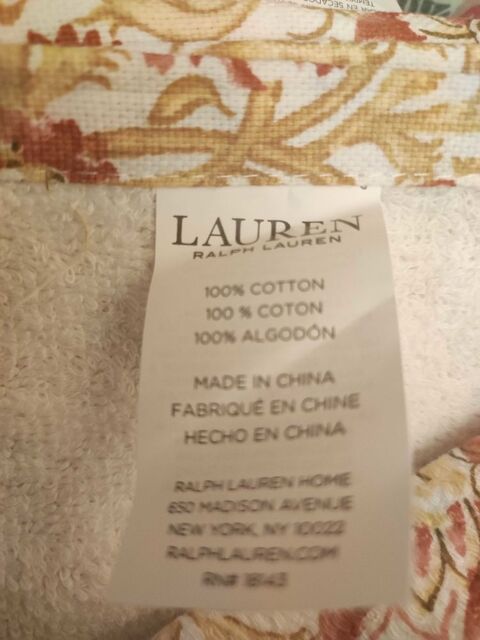 LAUREN
RALPH LAUREN
100% COTTON
100 % COTON
100% ALGODÓN
MADE IN CHINA
FABRIQUÉ EN CHINE
HECHO EN CHINA
RALPH LAUREN HOME
650 MADISON AVENUE
NEW YORK, NY 10022
RALPHLAUREN.COM
RN# 18143